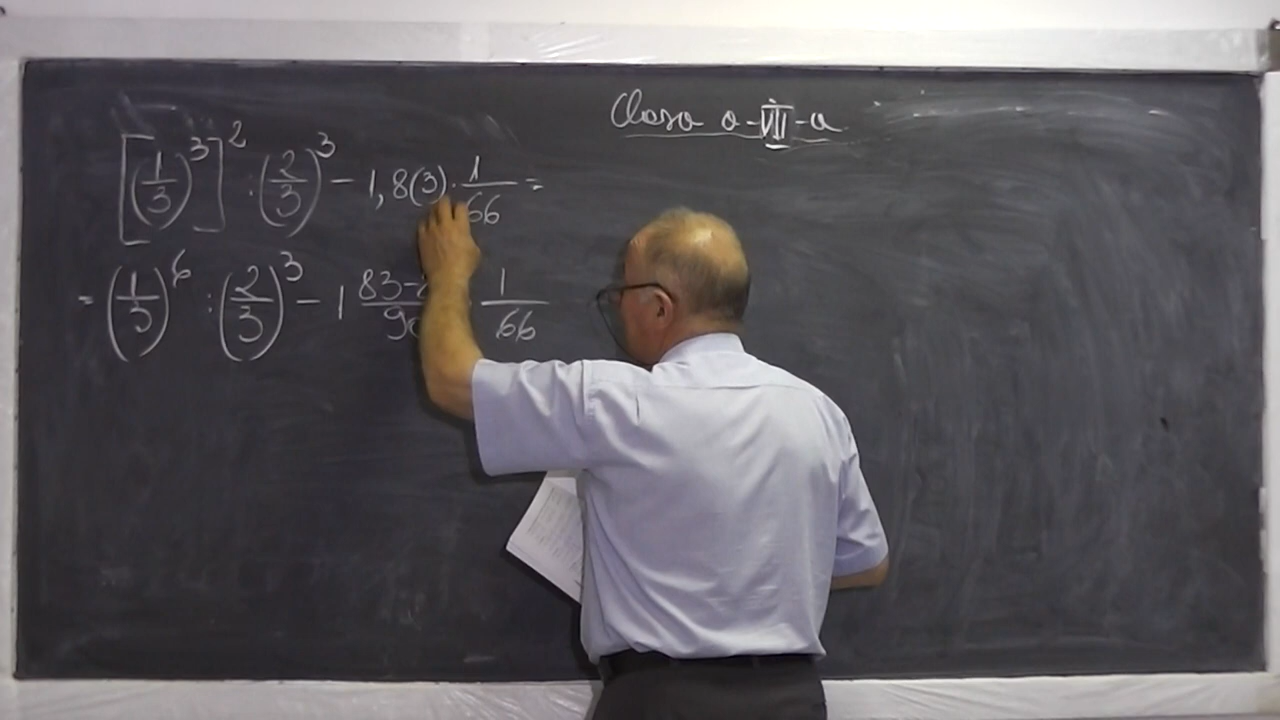 Clasa a-VIII-a
[(1/3)³]² : (2/3)³ - 1,8(3) · 1/66 =
= (1/3)⁶ : (2/3)³ - 1 83- / 9 1/66